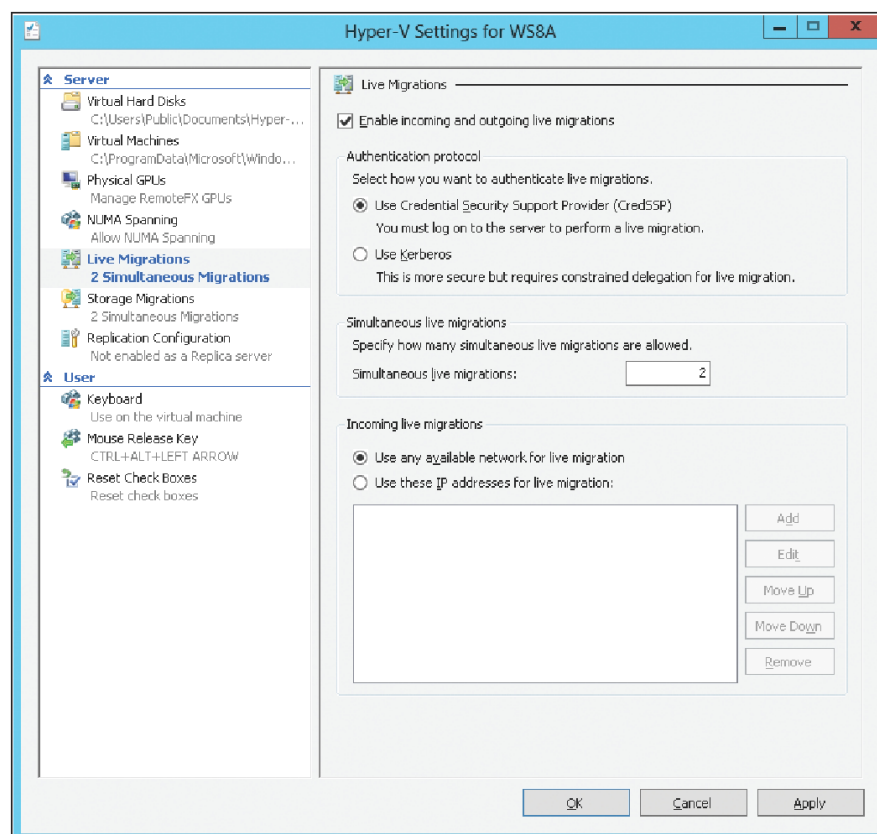 Hyper-V Settings for WS8A
Server
Virtual Hard Disks
C:\Users\Public\Documents\Hyper-...
Virtual Machines
C:\ProgramData\Microsoft\Windo...
Physical GPUs
Manage RemoteFX GPUs
NUMA Spanning
Allow NUMA Spanning
Live Migrations
2 Simultaneous Migrations
Storage Migrations
2 Simultaneous Migrations
Replication Configuration
Not enabled as a Replica server
User
Keyboard
Use on the virtual machine
Mouse Release Key
CTRL+ALT+LEFT ARROW
Reset Check Boxes
Reset check boxes
Live Migrations
Enable incoming and outgoing live migrations
Authentication protocol
Select how you want to authenticate live migrations.
Use Credential Security Support Provider (CredSSP)
You must log on to the server to perform a live migration.
Use Kerberos
This is more secure but requires constrained delegation for live migration.
Simultaneous live migrations
Specify how many simultaneous live migrations are allowed.
Simultaneous live migrations: 2
Incoming live migrations
Use any available network for live migration
Use these IP addresses for live migration:
Add
Edit
Move Up
Move Down
Remove
OK Cancel Apply